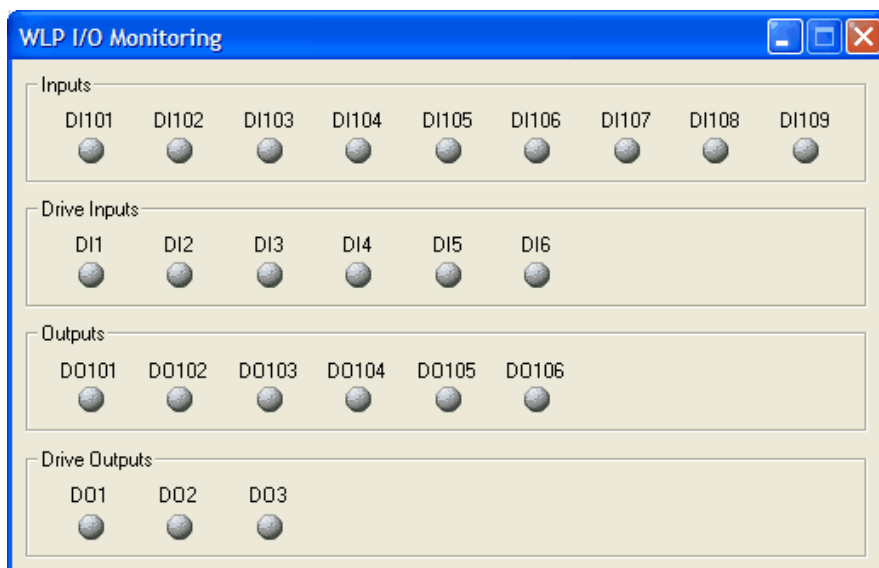 WLP I/O Monitoring
Inputs
DI101 DI102 DI103 DI104 DI105 DI106 DI107 DI108 DI109
Drive Inputs
DI1 DI2 DI3 DI4 DI5 DI6
Outputs
DO101 DO102 DO103 DO104 DO105 DO106
Drive Outputs
DO1 DO2 DO3